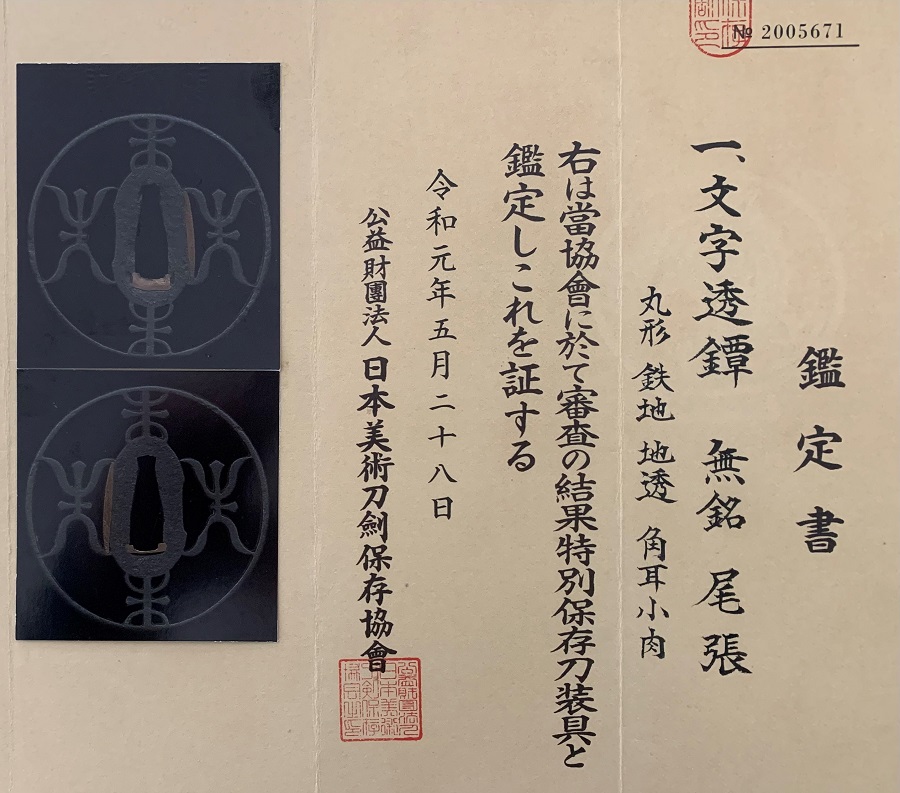 № 2005671
鑑定書
一、文字透鐔 無銘 尾張
丸形 鉄地 地透 角耳小肉
右は當協會に於て審査の結果特別保存刀装具と
鑑定しこれを証する
令和元年五月二十八日
公益財團法人 日本美術刀劍保存協會